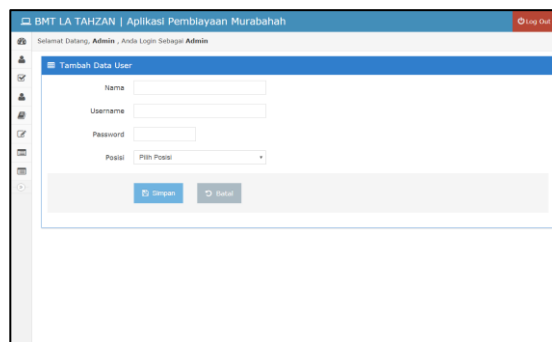 BMT LA TAHZAN | Aplikasi Pembiayaan Murabahah
Log Out
Selamat Datang, Admin , Anda Login Sebagai Admin
Tambah Data User
Nama
Username
Password
Posisi Pilih Posisi
Simpan Batal